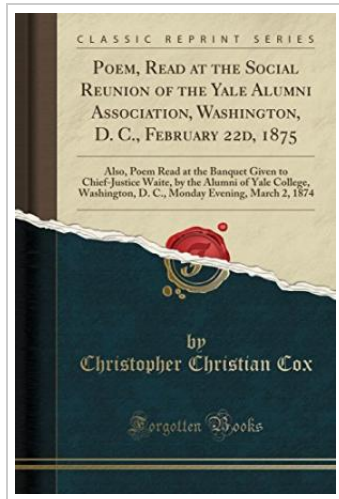 CLASSIC REPRINT SERIES
POEM, READ AT THE SOCIAL
REUNION OF THE YALE ALUMNI
ASSOCIATION, WASHINGTON,
D. C., FEBRUARY 22D, 1875
Also, Poem Read at the Banquet Given to
Chief-Justice Waite, by the Alumni of Yale College,
Washington, D. C., Monday Evening, March 2, 1874
by
Christopher Christian Cox
Forgotten Books